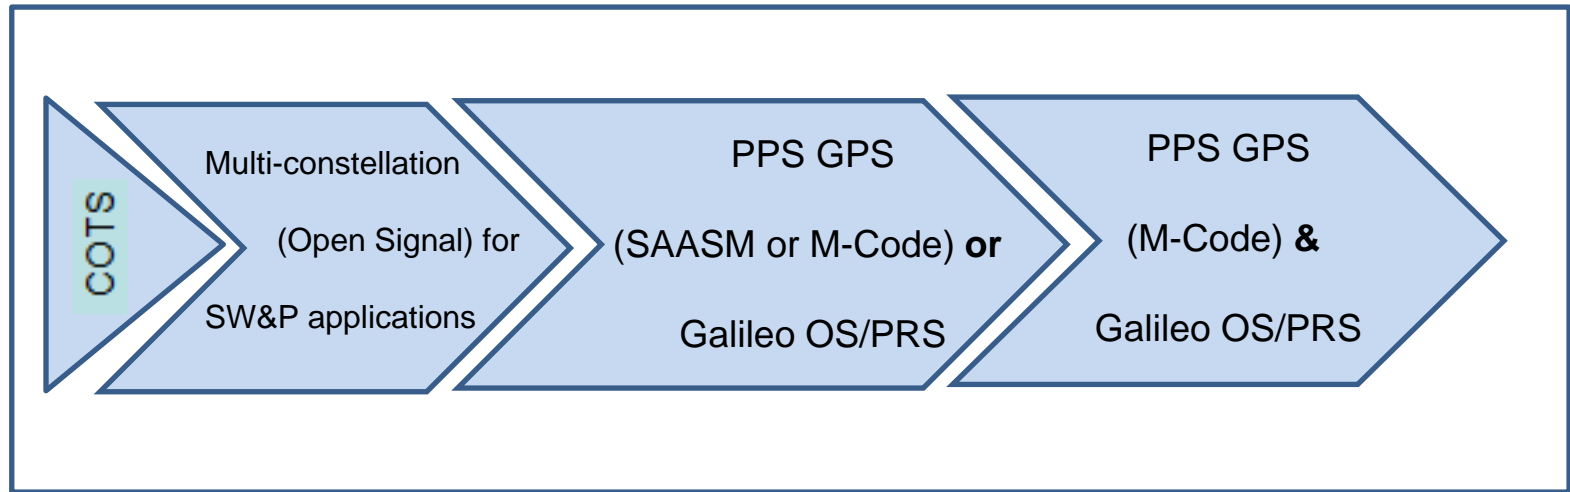 COTS
Multi-constellation
(Open Signal) for
SW&P applications
PPS GPS
(SAASM or M-Code) or
Galileo OS/PRS
PPS GPS
(M-Code) &
Galileo OS/PRS